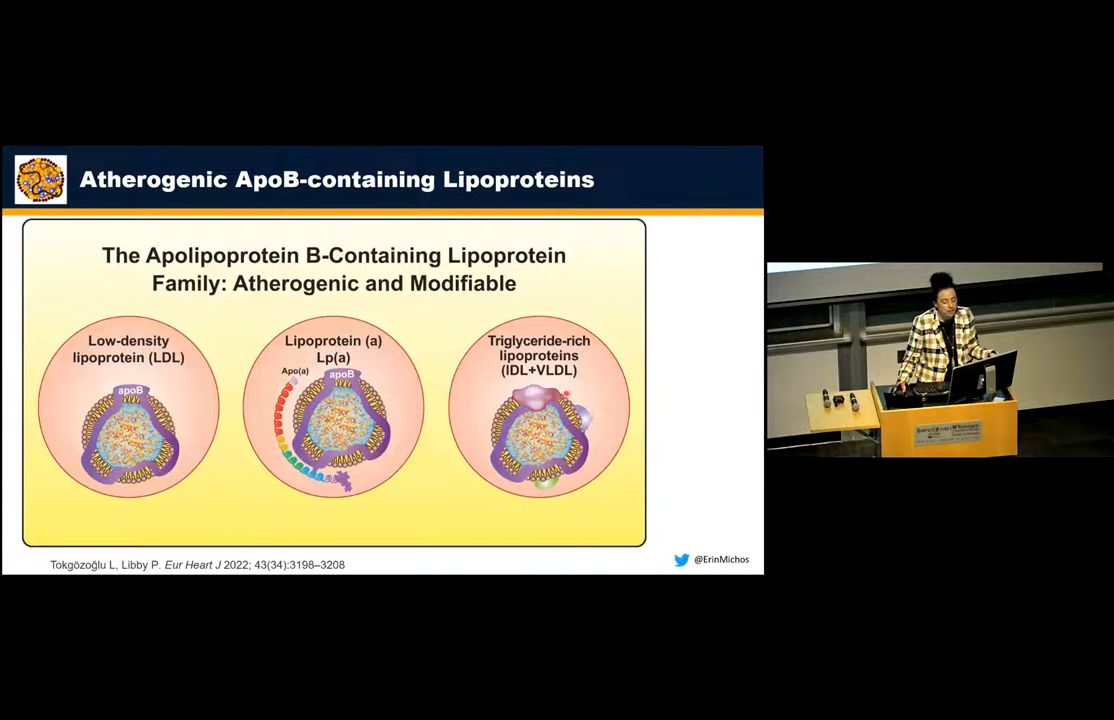 Atherogenic ApoB-containing Lipoproteins
The Apolipoprotein B-Containing Lipoprotein
Family: Atherogenic and Modifiable
Low-density
lipoprotein (LDL)
apoB
Lipoprotein (a)
Lp(a)
Apo(a)
apoB
Triglyceride-rich
lipoproteins
(IDL+VLDL)
Tokgözoğlu L, Libby P. Eur Heart J 2022; 43(34):3198–3208
@ErinMichos